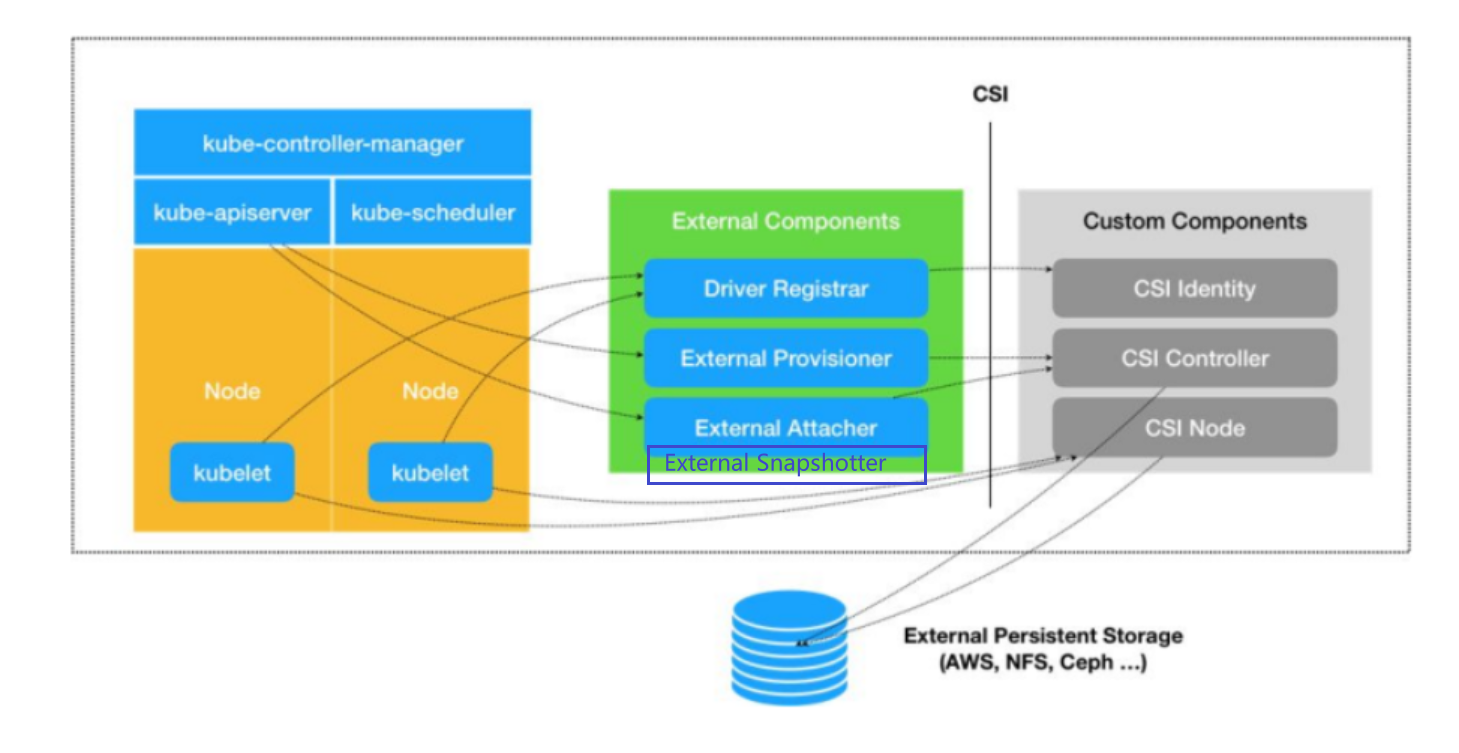 CSI
kube-controller-manager
kube-apiserver
kube-scheduler
Node
Node
kubelet
kubelet
External Components
Driver Registrar
External Provisioner
External Attacher
External Snapshotter
Custom Components
CSI Identity
CSI Controller
CSI Node
External Persistent Storage
(AWS, NFS, Ceph ...)